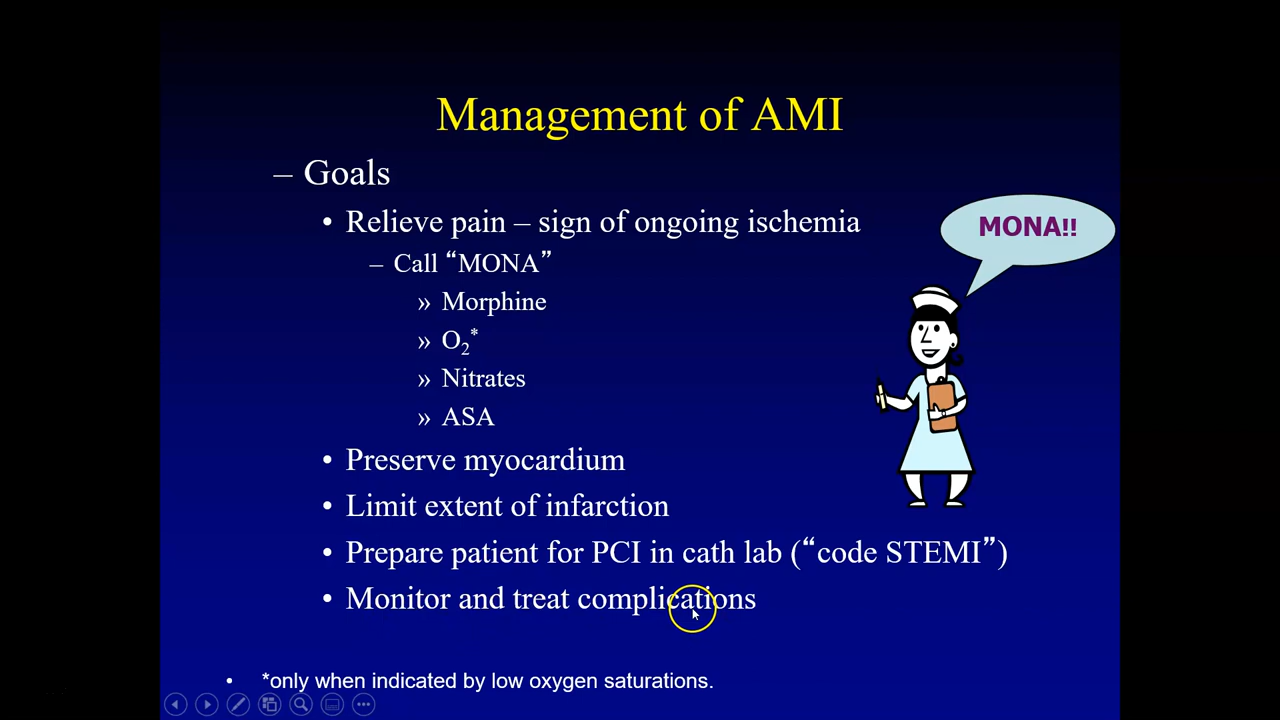 Management of AMI
– Goals
• Relieve pain – sign of ongoing ischemia
MONA!!
– Call “MONA”
» Morphine
» O₂*
» Nitrates
» ASA
• Preserve myocardium
• Limit extent of infarction
• Prepare patient for PCI in cath lab (“code STEMI”)
• Monitor and treat complications
• *only when indicated by low oxygen saturations.